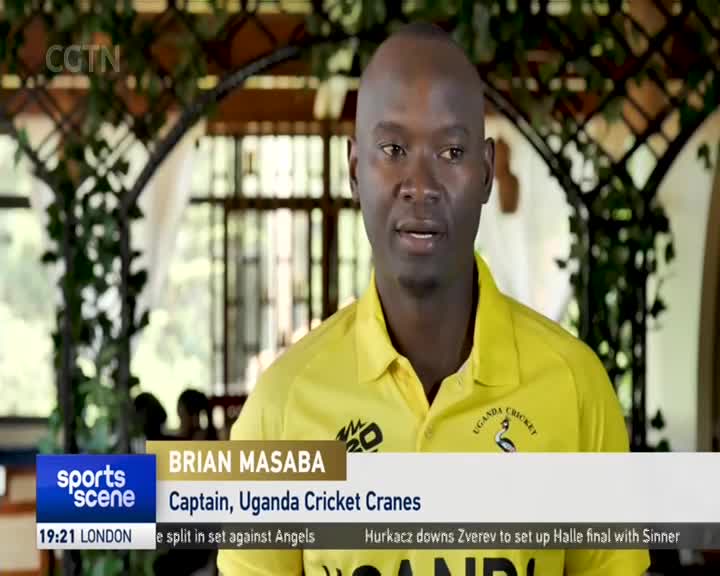 CGTN
UGANDA CRICKET
BRIAN MASABA
sports
scene
Captain, Uganda Cricket Cranes
19:21 LONDON
e split in set against Angels
Hurkacz downs Zverev to set up Halle final with Sinner